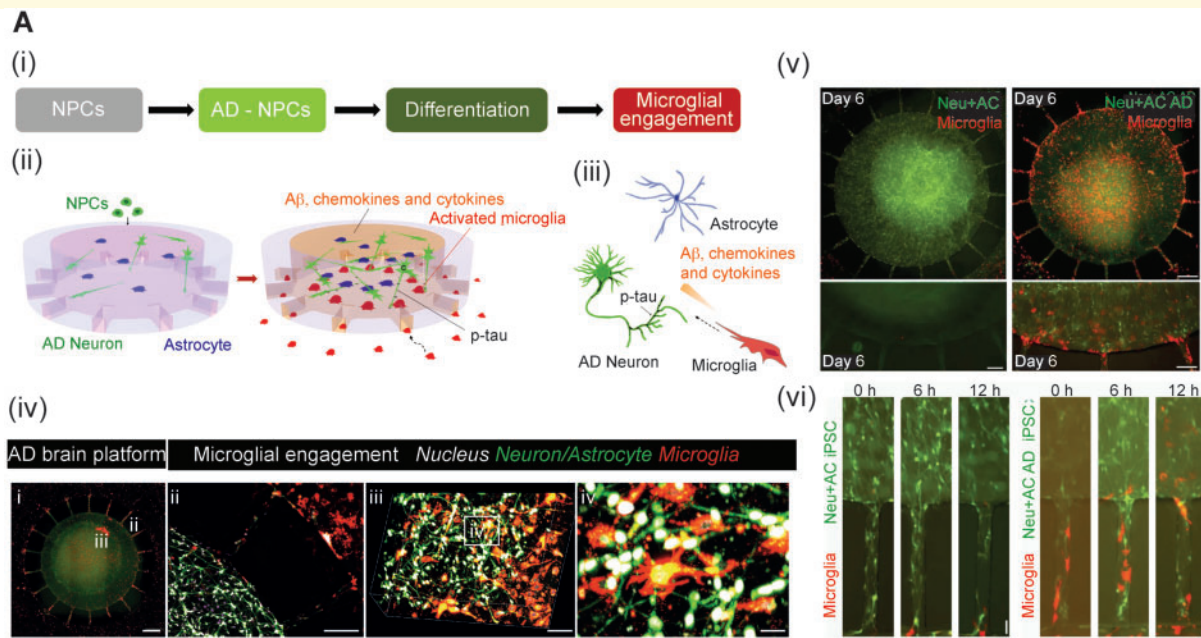 A
(i)
NPCs
AD - NPCs
Differentiation
Microglial
engagement
(ii)
NPCs
Aβ, chemokines and cytokines
Activated microglia
p-tau
AD Neuron
Astrocyte
(iii)
Astrocyte
Aβ, chemokines
and cytokines
p-tau
AD Neuron
Microglia
(iv)
AD brain platform
Microglial engagement Nucleus Neuron/Astrocyte Microglia
i
ii
iii
ii
iii
iv
iv
(v)
Day 6
Neu+AC
Microglia
Day 6
Neu+AC AD
Microglia
Day 6
Day 6
(vi)
0 h
6 h
12 h
0 h
6 h
12 h
Microglia Neu+AC iPSC
Microglia Neu+AC AD iPSC